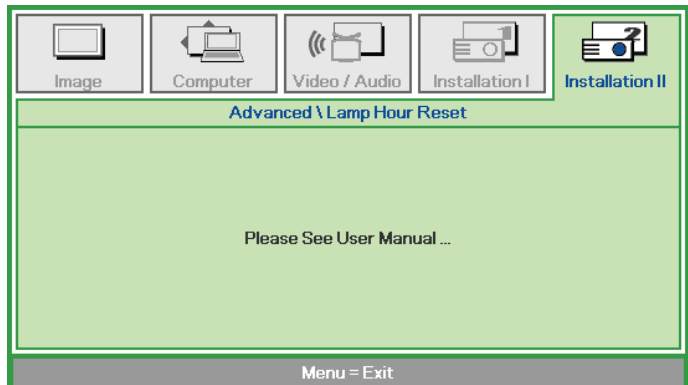 Image
Computer
Video / Audio
Installation I
Installation II
Advanced \ Lamp Hour Reset
Please See User Manual ...
Menu = Exit